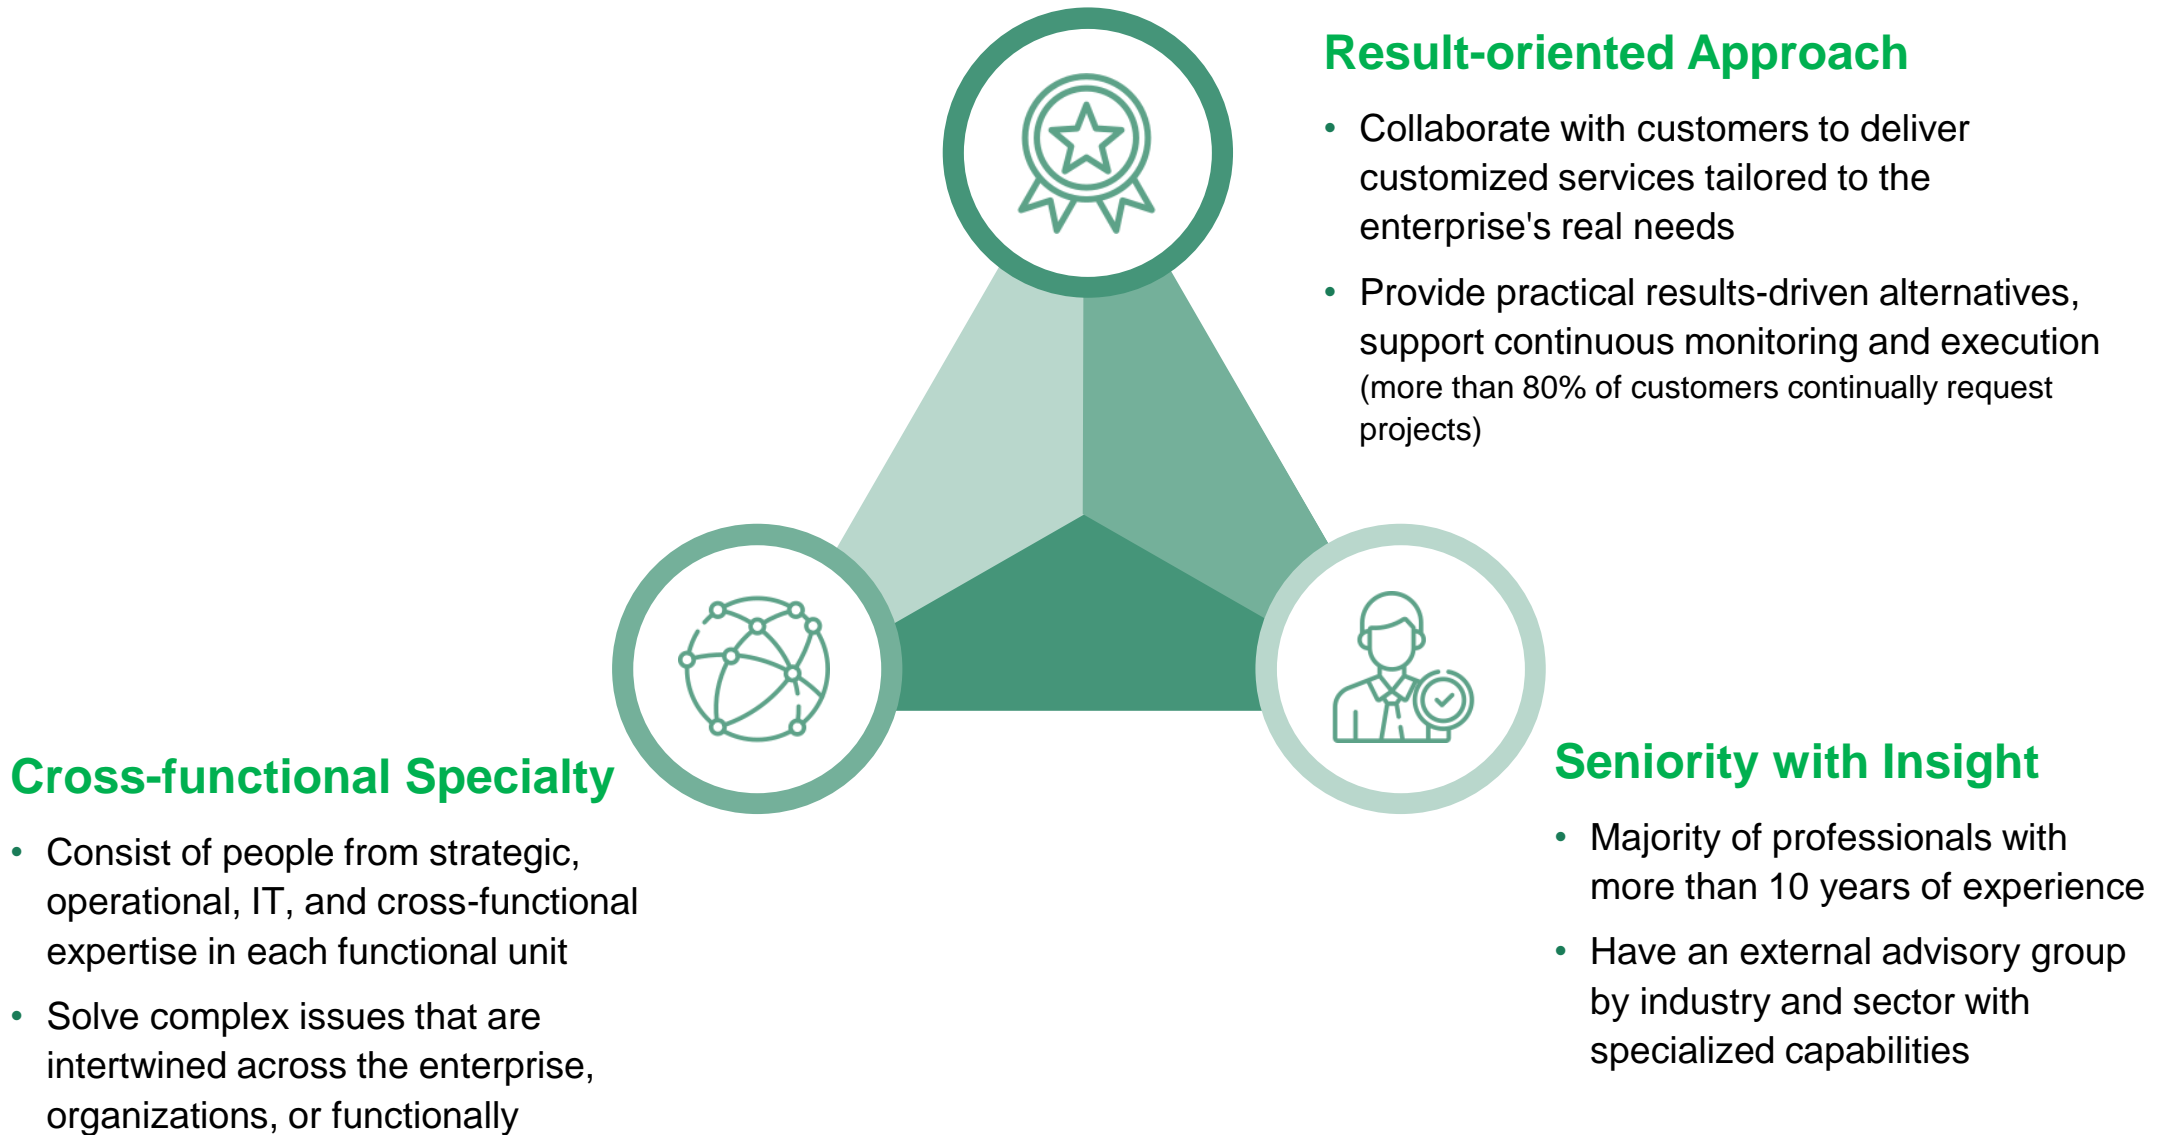 Result-oriented Approach
• Collaborate with customers to deliver
customized services tailored to the
enterprise's real needs
• Provide practical results-driven alternatives,
support continuous monitoring and execution
(more than 80% of customers continually request
projects)
Cross-functional Specialty
• Consist of people from strategic,
operational, IT, and cross-functional
expertise in each functional unit
• Solve complex issues that are
intertwined across the enterprise,
organizations, or functionally
Seniority with Insight
• Majority of professionals with
more than 10 years of experience
• Have an external advisory group
by industry and sector with
specialized capabilities